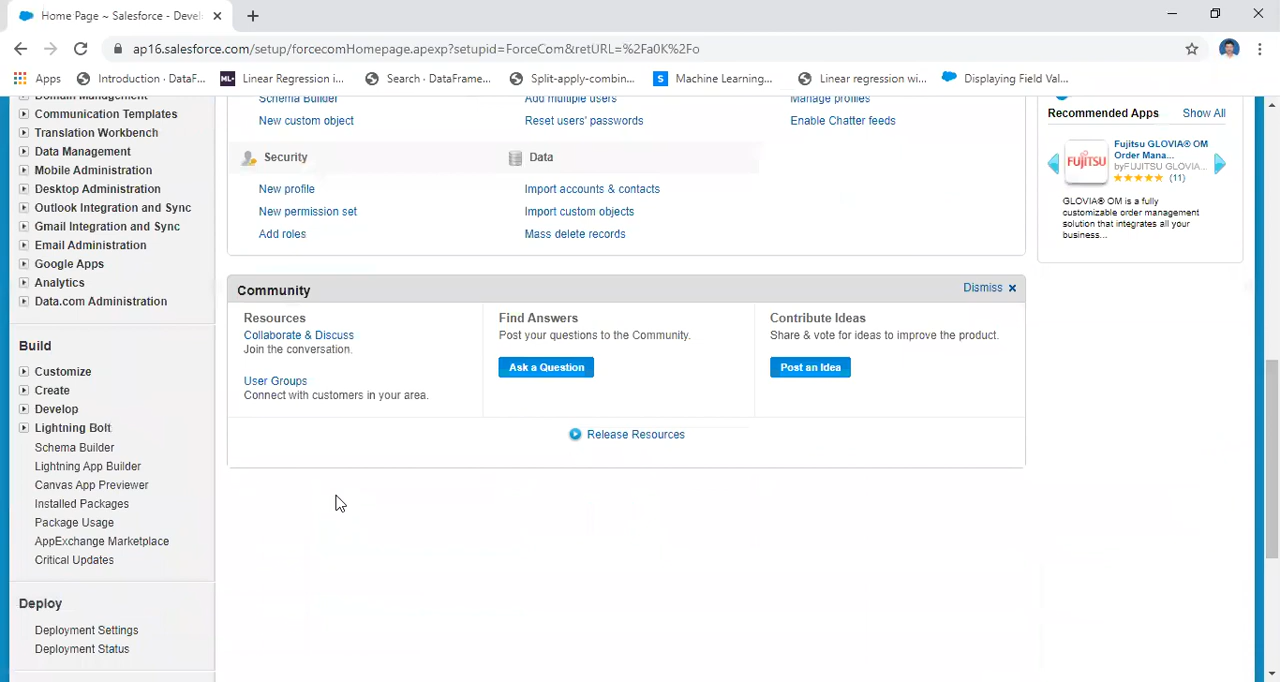 Home Page ~ Salesforce - Devel
ap16.salesforce.com/setup/forcecomHomepage.apexp?setupid=ForceCom&retURL=%2Fa0K%2Fo
Apps
Introduction · DataF...
ML+
Linear Regression i...
Search · DataFrame...
Split-apply-combin...
S
Machine Learning...
Linear regression wi...
Displaying Field Val...
Domain Management
Communication Templates
Translation Workbench
Data Management
Mobile Administration
Desktop Administration
Outlook Integration and Sync
Gmail Integration and Sync
Email Administration
Google Apps
Analytics
Data.com Administration
Build
Customize
Create
Develop
Lightning Bolt
Schema Builder
Lightning App Builder
Canvas App Previewer
Installed Packages
Package Usage
AppExchange Marketplace
Critical Updates
Deploy
Deployment Settings
Deployment Status
Schema Builder
Add multiple users
Manage profiles
New custom object
Reset users' passwords
Enable Chatter feeds
Security
Data
New profile
Import accounts & contacts
New permission set
Import custom objects
Add roles
Mass delete records
Community
Dismiss
Resources
Collaborate & Discuss
Join the conversation.
User Groups
Connect with customers in your area.
Find Answers
Post your questions to the Community.
Ask a Question
Contribute Ideas
Share & vote for ideas to improve the product.
Post an Idea
Release Resources
Recommended Apps
Show All
FUJITSU
Fujitsu GLOVIA® OM
Order Mana...
byFUJITSU GLOVIA...
(11)
GLOVIA® OM is a fully
customizable order management
solution that integrates all your
business...